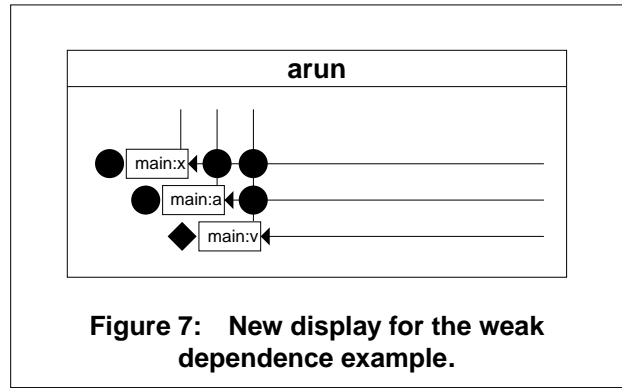 arun
main:x
main:a
main:v
Figure 7: New display for the weak
dependence example.